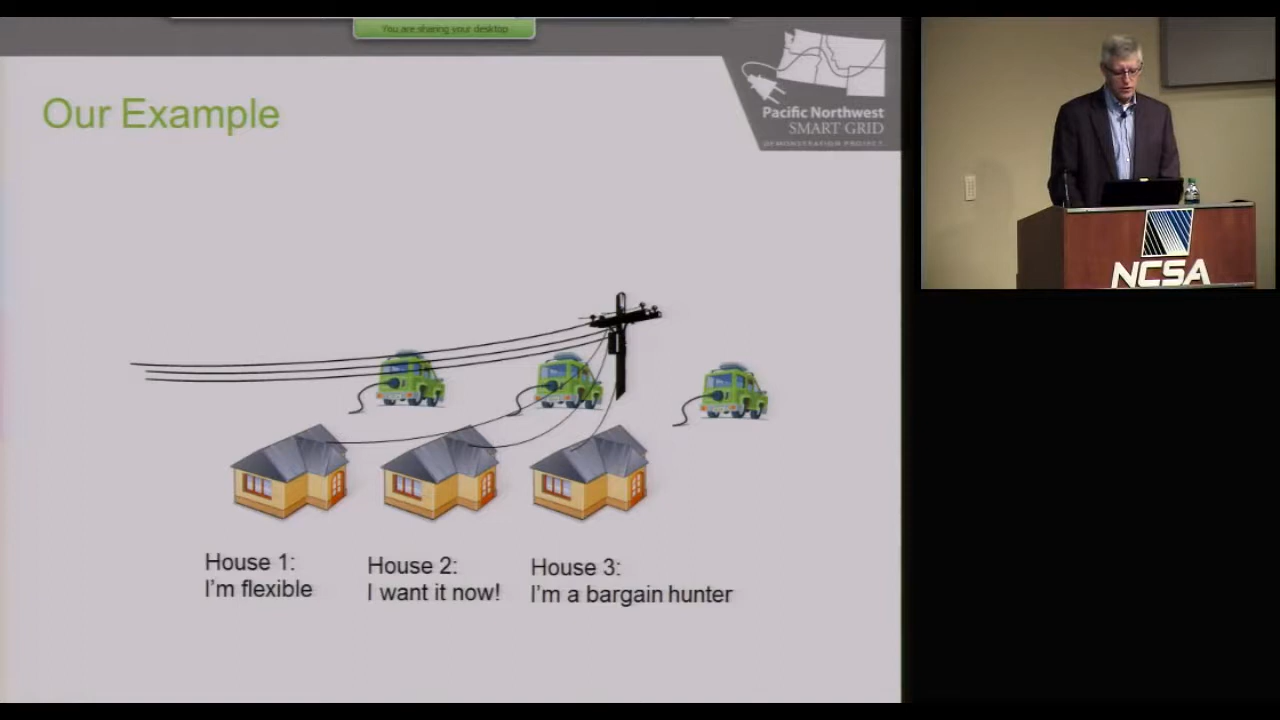 You are sharing your desktop
Our Example
Pacific Northwest
SMART GRID
DEMONSTRATION PROJECT
House 1:
I'm flexible
House 2:
I want it now!
House 3:
I'm a bargain hunter
NCSA